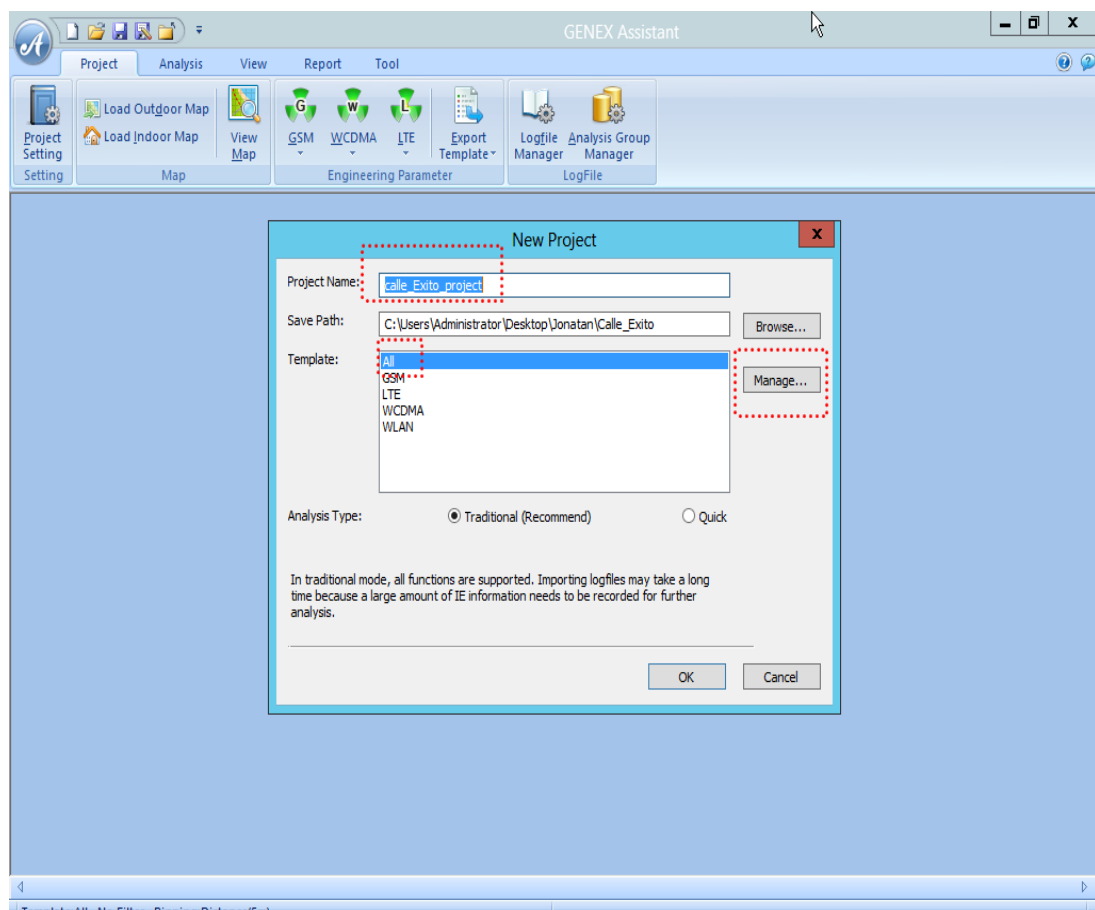 GENEX Assistant
Project Analysis View Report Tool
Project Setting
Load Outdoor Map
Load Indoor Map
View Map
GSM
WCDMA
LTE
Export Template
Logfile Manager
Analysis Group Manager
Setting
Map
Engineering Parameter
LogFile
New Project
x
Project Name: calle_Exito_project
Save Path: C:\Users\Administrator\Desktop\Jonatan\Calle_Exito Browse...
Template: All
GSM
LTE
WCDMA
WLAN
Manage...
Analysis Type: Traditional (Recommend) Quick
In traditional mode, all functions are supported. Importing logfiles may take a long
time because a large amount of IE information needs to be recorded for further
analysis.
OK Cancel